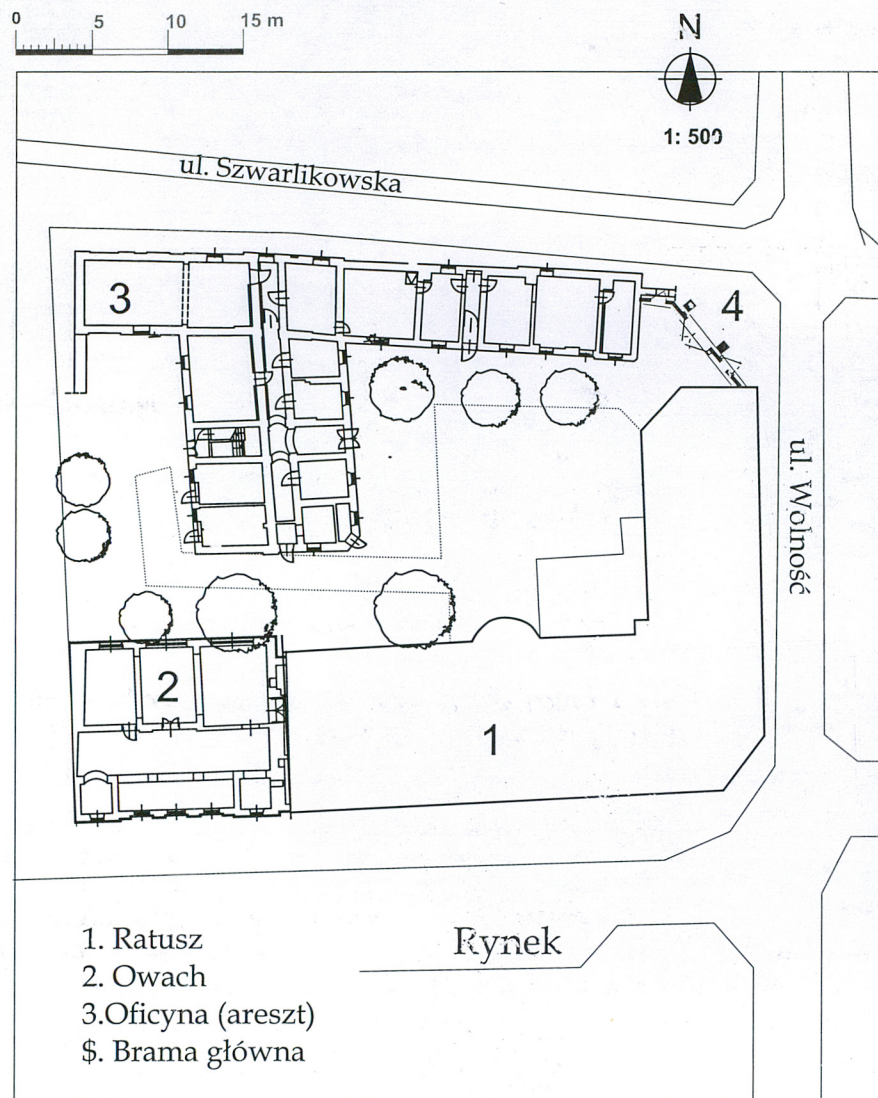 0 5 10 15 m
N
1: 500
ul. Szwarlikowska
3
4
ul. Wolność
2
1
1. Ratusz
2. Owach
3.Oficyna (areszt)
$. Brama główna
Rynek